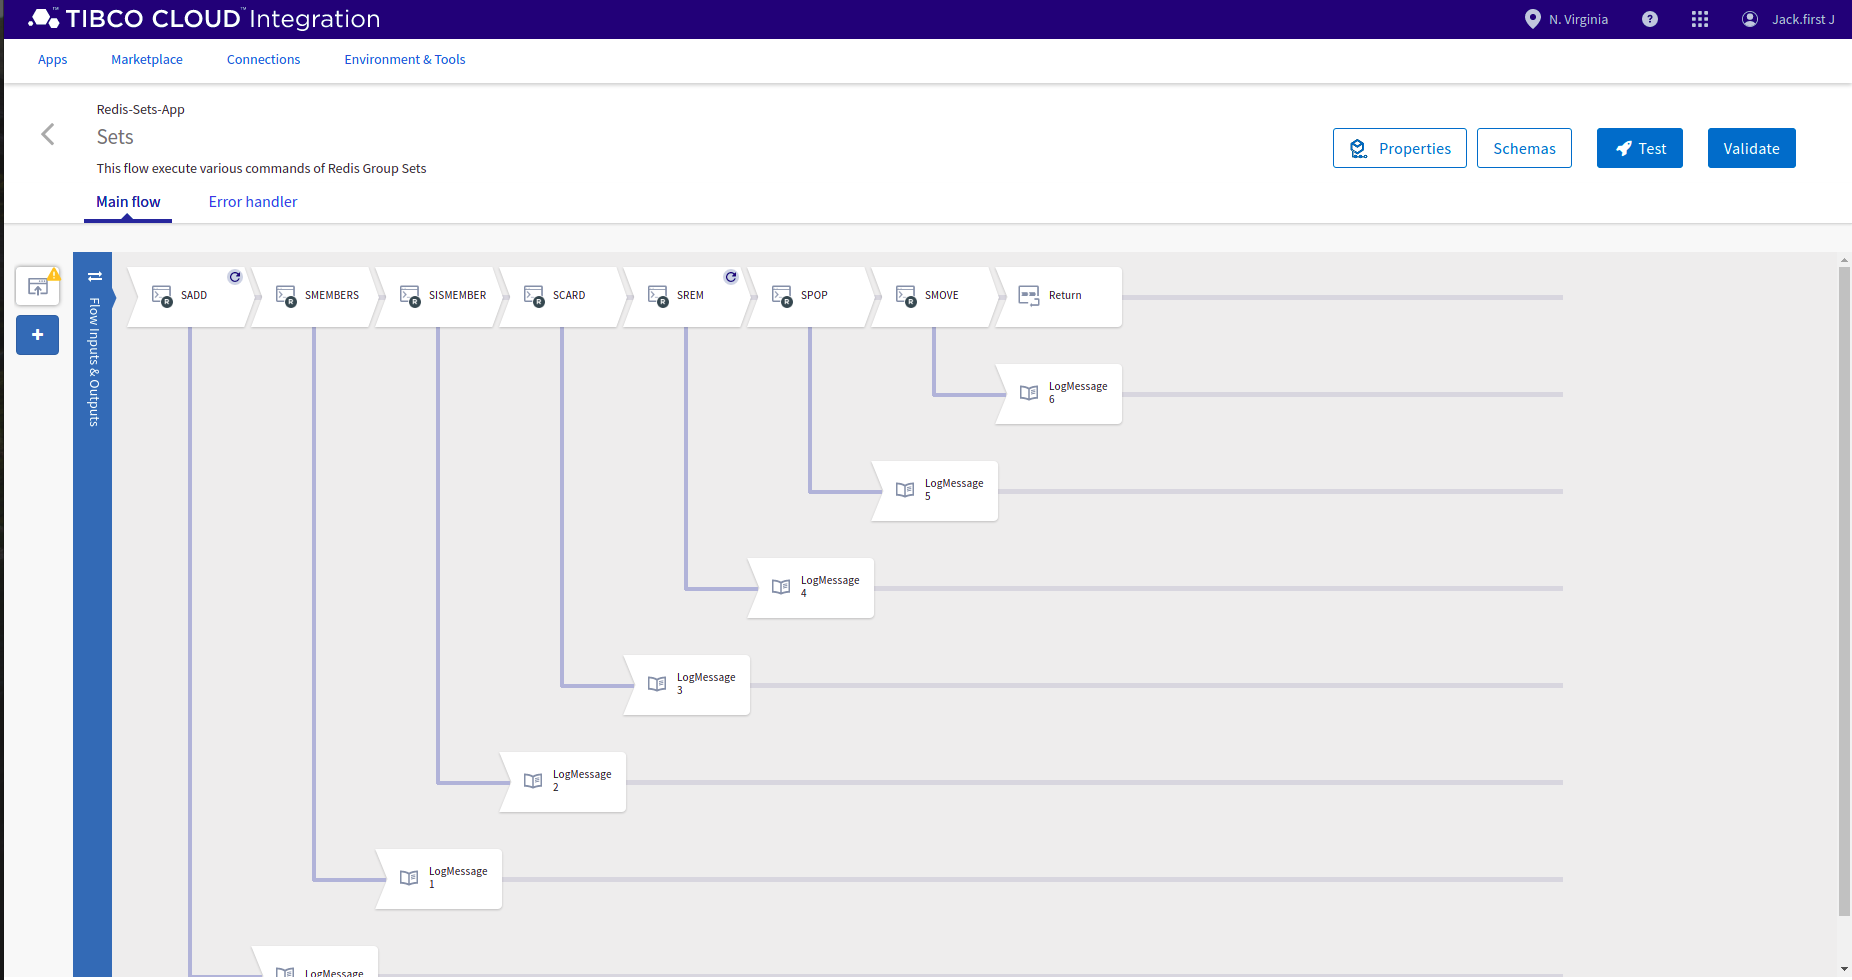 TIBCO CLOUD™ Integration
N. Virginia
?
Jack.first J
Apps
Marketplace
Connections
Environment & Tools
Redis-Sets-App
Sets
This flow execute various commands of Redis Group Sets
Properties
Schemas
Test
Validate
Main flow
Error handler
Flow Inputs & Outputs
SADD
SMEMBERS
SISMEMBER
SCARD
SREM
SPOP
SMOVE
Return
LogMessage
6
LogMessage
5
LogMessage
4
LogMessage
3
LogMessage
2
LogMessage
1
LogMessage